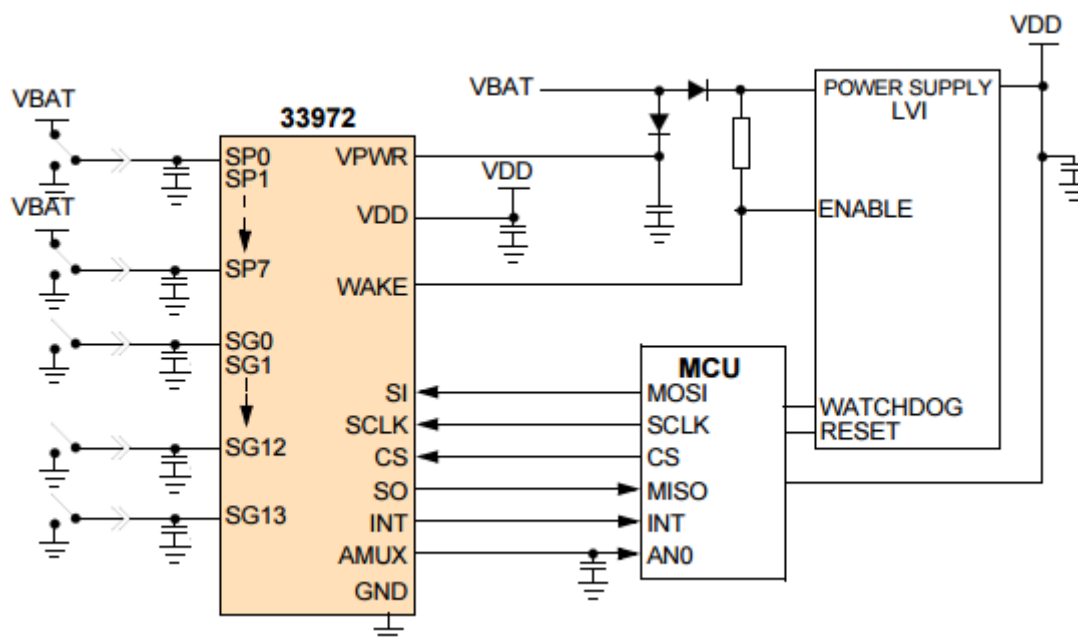 VDD
VBAT
POWER SUPPLY
LVI
VBAT
33972
SP0
SP1
VPWR
VDD
VDD
ENABLE
VBAT
SP7
WAKE
SG0
SG1
MCU
SI
MOSI
SCLK
SCLK
WATCHDOG
RESET
SG12
CS
CS
SO
MISO
SG13
INT
INT
AMUX
AN0
GND